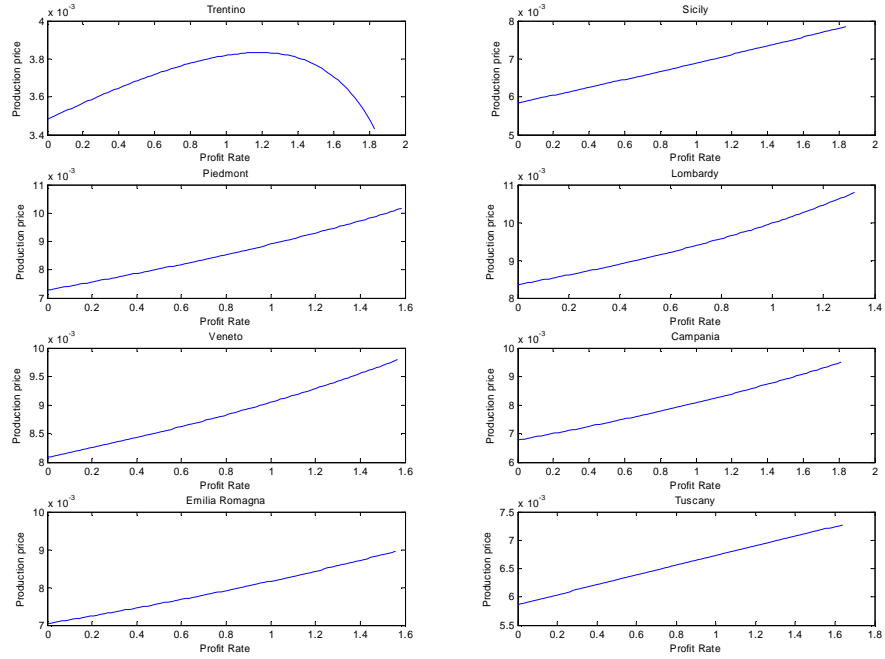 Trentino
x 10-3
4
3.8
3.6
3.4
Production price
0 0.2 0.4 0.6 0.8 1 1.2 1.4 1.6 1.8 2
Profit Rate
Sicily
x 10-3
8
7
6
5
Production price
0 0.2 0.4 0.6 0.8 1 1.2 1.4 1.6 1.8 2
Profit Rate
Piedmont
x 10-3
11
10
9
8
7
Production price
0 0.2 0.4 0.6 0.8 1 1.2 1.4 1.6
Profit Rate
Lombardy
x 10-3
11
10
9
8
Production price
0 0.2 0.4 0.6 0.8 1 1.2 1.4
Profit Rate
Veneto
x 10-3
10
9.5
9
8.5
8
Production price
0 0.2 0.4 0.6 0.8 1 1.2 1.4 1.6
Profit Rate
Campania
x 10-3
10
9
8
7
6
Production price
0 0.2 0.4 0.6 0.8 1 1.2 1.4 1.6 1.8 2
Profit Rate
Emilia Romagna
x 10-3
10
9
8
7
Production price
0 0.2 0.4 0.6 0.8 1 1.2 1.4 1.6
Profit Rate
Tuscany
x 10-3
7.5
7
6.5
6
5.5
Production price
0 0.2 0.4 0.6 0.8 1 1.2 1.4 1.6 1.8
Profit Rate